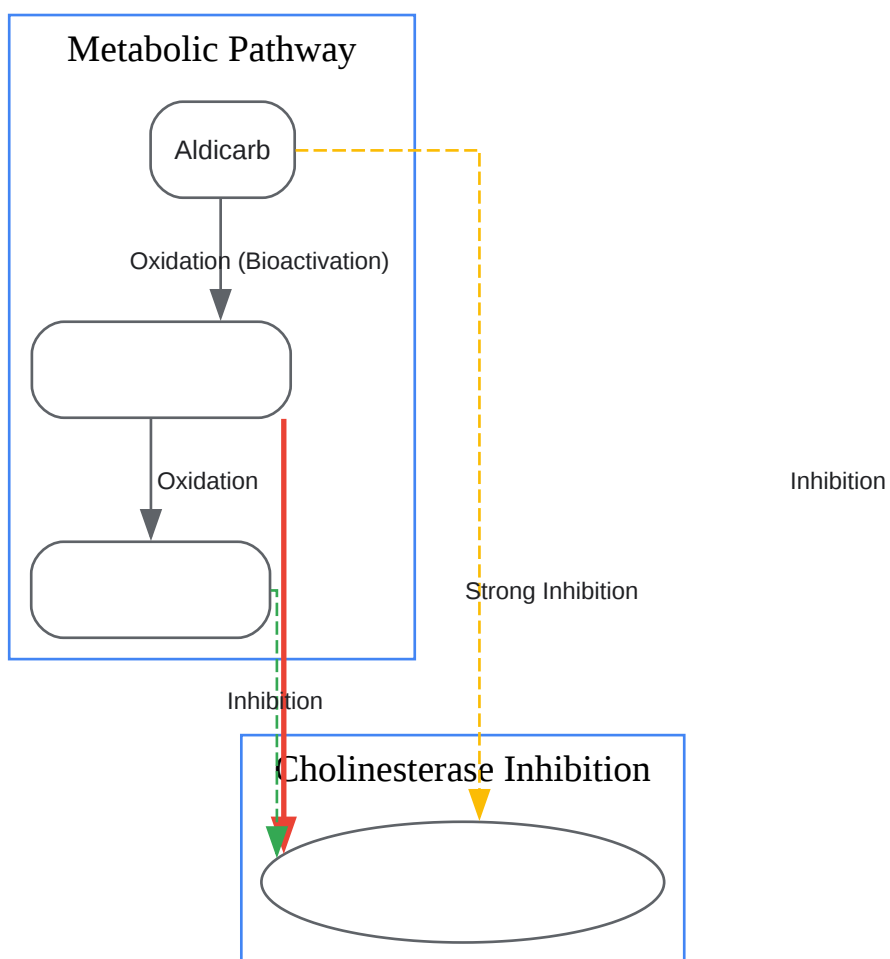 Metabolic Pathway
Aldicarb
Oxidation (Bioactivation)
Oxidation
Inhibition
Strong Inhibition
Inhibition
Cholinesterase Inhibition